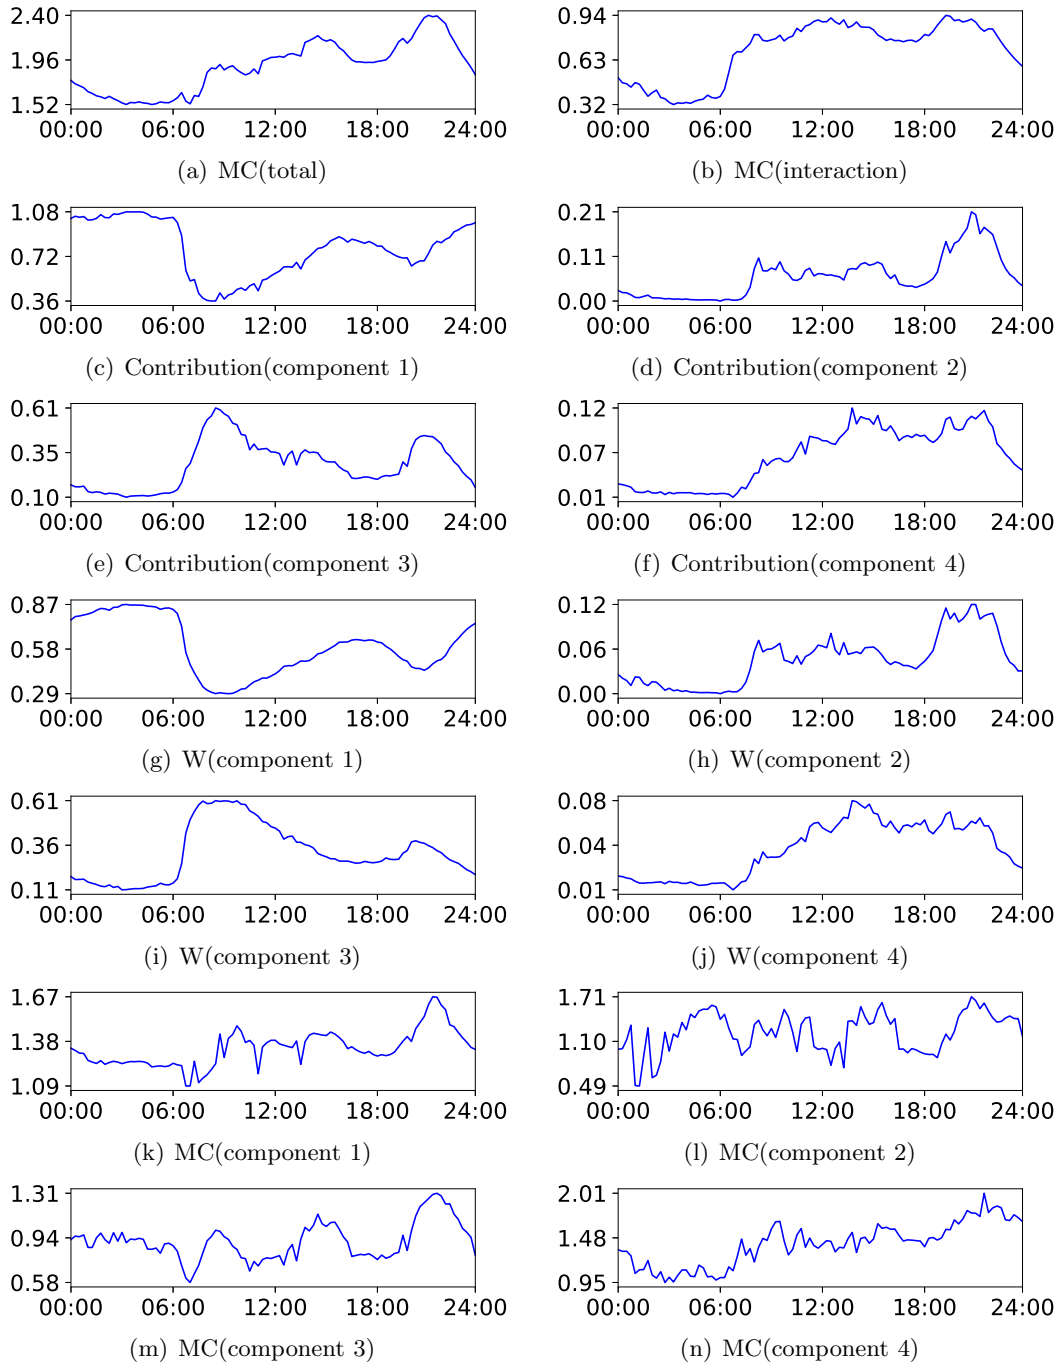 2.40
1.96
1.52
00:00 06:00 12:00 18:00 24:00
(a) MC(total)
0.94
0.63
0.32
00:00 06:00 12:00 18:00 24:00
(b) MC(interaction)
1.08
0.72
0.36
00:00 06:00 12:00 18:00 24:00
(c) Contribution(component 1)
0.21
0.11
0.00
00:00 06:00 12:00 18:00 24:00
(d) Contribution(component 2)
0.61
0.35
0.10
00:00 06:00 12:00 18:00 24:00
(e) Contribution(component 3)
0.12
0.07
0.01
00:00 06:00 12:00 18:00 24:00
(f) Contribution(component 4)
0.87
0.58
0.29
00:00 06:00 12:00 18:00 24:00
(g) W(component 1)
0.12
0.06
0.00
00:00 06:00 12:00 18:00 24:00
(h) W(component 2)
0.61
0.36
0.11
00:00 06:00 12:00 18:00 24:00
(i) W(component 3)
0.08
0.04
0.01
00:00 06:00 12:00 18:00 24:00
(j) W(component 4)
1.67
1.38
1.09
00:00 06:00 12:00 18:00 24:00
(k) MC(component 1)
1.71
1.10
0.49
00:00 06:00 12:00 18:00 24:00
(l) MC(component 2)
1.31
0.94
0.58
00:00 06:00 12:00 18:00 24:00
(m) MC(component 3)
2.01
1.48
0.95
00:00 06:00 12:00 18:00 24:00
(n) MC(component 4)